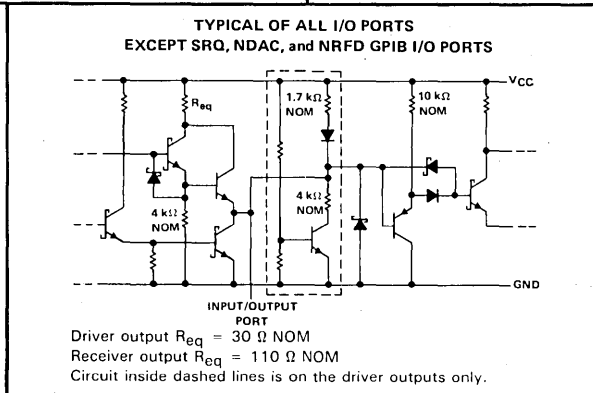 TYPICAL OF ALL I/O PORTS
EXCEPT SRQ, NDAC, and NRFD GPIB I/O PORTS
VCC
Req
1.7 kΩ
NOM
10 kΩ
NOM
4 kΩ
NOM
4 kΩ
NOM
GND
INPUT/OUTPUT
PORT
Driver output Req = 30 Ω NOM
Receiver output Req = 110 Ω NOM
Circuit inside dashed lines is on the driver outputs only.